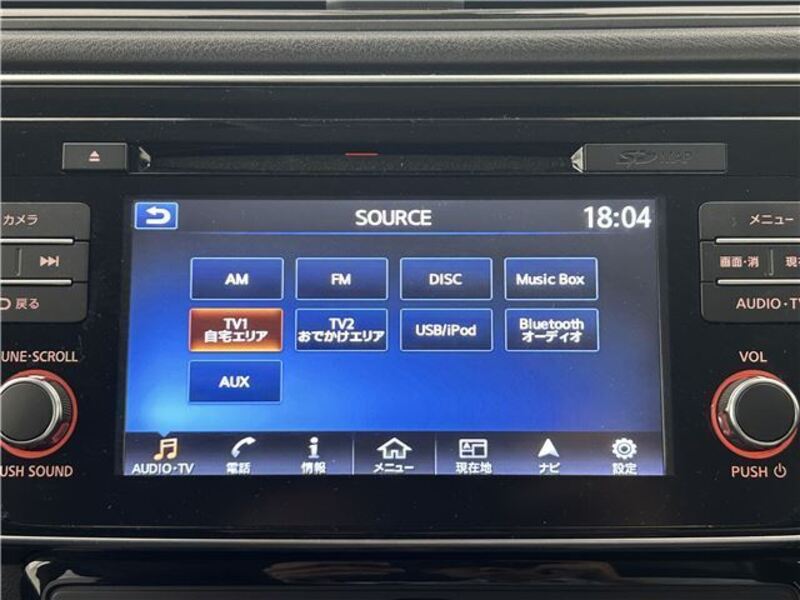 SD MAP
カメラ
戻る
TUNE·SCROLL
PUSH SOUND
SOURCE
18:04
AM
FM
DISC
Music Box
TV1
自宅エリア
TV2
おでかけエリア
USB/iPod
Bluetooth
オーディオ
AUX
AUDIO·TV
電話
情報
メニュー
現在地
ナビ
設定
メニュー
画面·消
現在
AUDIO·TV
VOL
PUSH